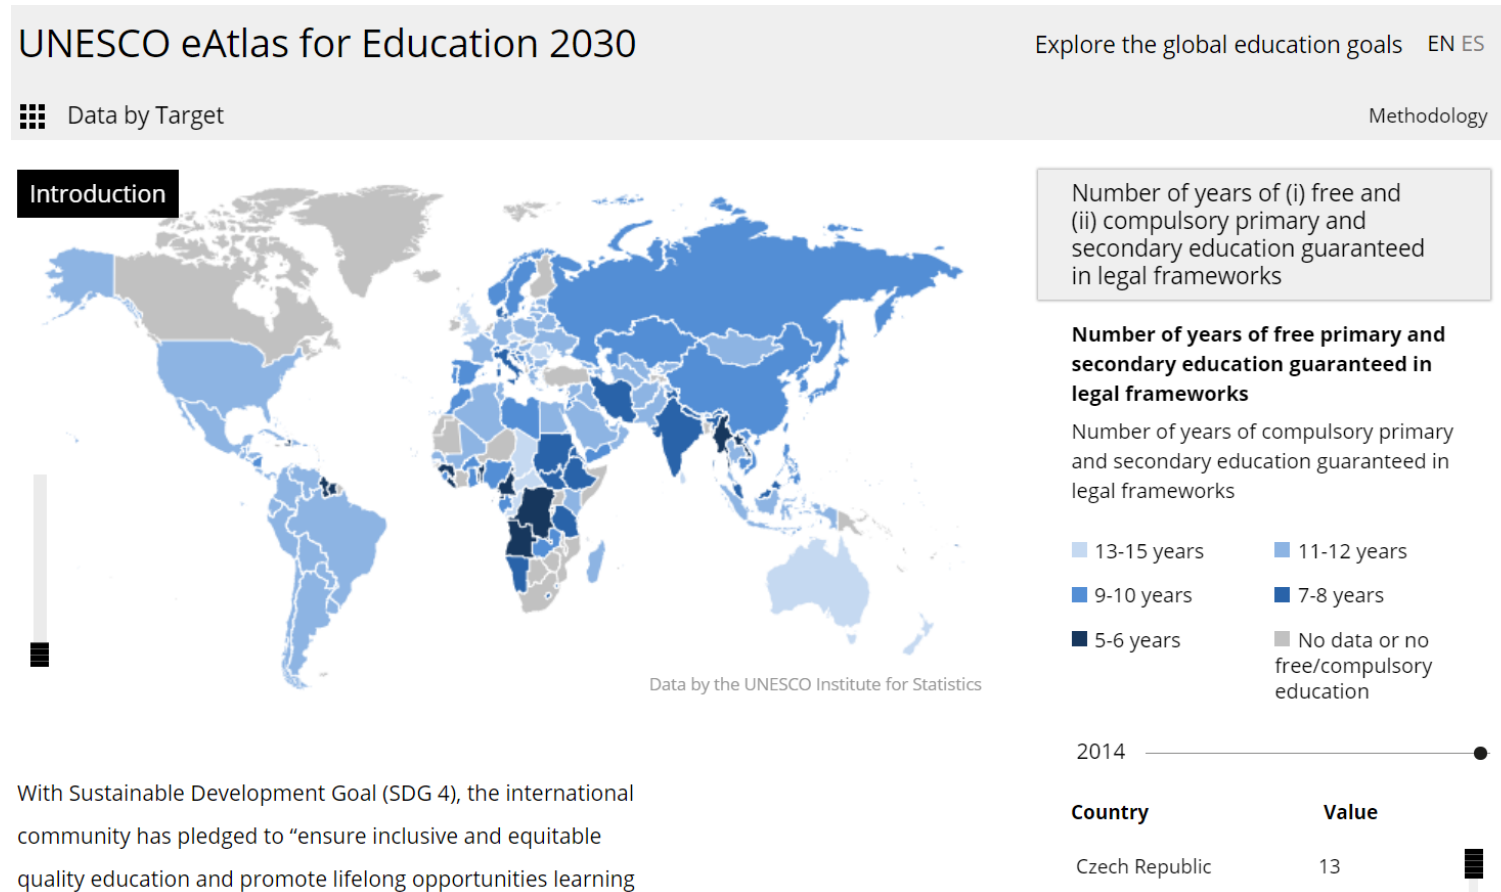 UNESCO eAtlas for Education 2030
Explore the global education goals EN ES
Data by Target
Methodology
Introduction
Data by the UNESCO Institute for Statistics
Number of years of (i) free and
(ii) compulsory primary and
secondary education guaranteed
in legal frameworks
Number of years of free primary and
secondary education guaranteed in
legal frameworks
Number of years of compulsory primary
and secondary education guaranteed in
legal frameworks
13-15 years
11-12 years
9-10 years
7-8 years
5-6 years
No data or no
free/compulsory
education
2014
Country Value
Czech Republic 13
With Sustainable Development Goal (SDG 4), the international
community has pledged to “ensure inclusive and equitable
quality education and promote lifelong opportunities learning